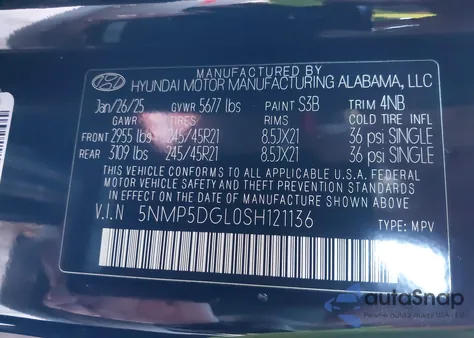 MANUFACTURED BY
HYUNDAI MOTOR MANUFACTURING ALABAMA, LLC
Jan/26/25 GVWR 5677 lbs PAINT S3B TRIM 4NB
GAWR TIRES RIMS COLD TIRE INFL
FRONT 2955 lbs 245/45R21 8.5JX21 36 psi SINGLE
REAR 3109 lbs 245/45R21 8.5JX21 36 psi SINGLE
THIS VEHICLE CONFORMS TO ALL APPLICABLE U.S.A. FEDERAL
MOTOR VEHICLE SAFETY AND THEFT PREVENTION STANDARDS
IN EFFECT ON THE DATE OF MANUFACTURE SHOWN ABOVE.
V.I.N 5NMP5DGL0SH121136 TYPE: MPV
autoSnap